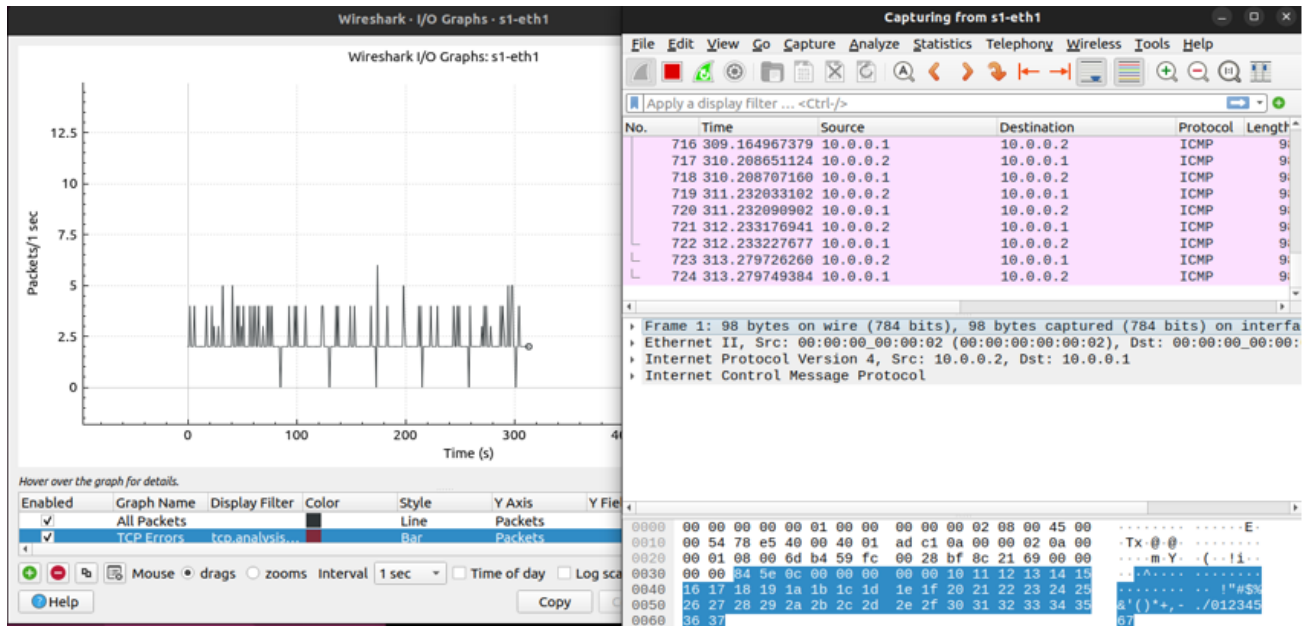 Wireshark · I/O Graphs · s1-eth1
Wireshark I/O Graphs: s1-eth1
12.5
10
7.5
5
2.5
0
Packets/1 sec
0 100 200 300
Time (s)
Hover over the graph for details.
Enabled Graph Name Display Filter Color Style Y Axis Y Fie
All Packets Line Packets
TCP Errors tcp.analysis... Bar Packets
Mouse drags zooms Interval 1 sec Time of day Log sca
Help Copy
Capturing from s1-eth1
File Edit View Go Capture Analyze Statistics Telephony Wireless Tools Help
Apply a display filter ... <Ctrl-/>
No. Time Source Destination Protocol Length
716 309.164967379 10.0.0.1 10.0.0.2 ICMP 98
717 310.208651124 10.0.0.2 10.0.0.1 ICMP 98
718 310.208707160 10.0.0.1 10.0.0.2 ICMP 98
719 311.232033102 10.0.0.2 10.0.0.1 ICMP 98
720 311.232090902 10.0.0.1 10.0.0.2 ICMP 98
721 312.233176941 10.0.0.2 10.0.0.1 ICMP 98
722 312.233227677 10.0.0.1 10.0.0.2 ICMP 98
723 313.279726260 10.0.0.2 10.0.0.1 ICMP 98
724 313.279749384 10.0.0.1 10.0.0.2 ICMP 98
Frame 1: 98 bytes on wire (784 bits), 98 bytes captured (784 bits) on interfa
Ethernet II, Src: 00:00:00_00:00:02 (00:00:00:00:00:02), Dst: 00:00:00_00:00:
Internet Protocol Version 4, Src: 10.0.0.2, Dst: 10.0.0.1
Internet Control Message Protocol
0000 00 00 00 00 00 01 00 00 00 00 00 02 08 00 45 00 ········ ······E·
0010 00 54 78 e5 40 00 40 01 ad c1 0a 00 00 02 0a 00 ·Tx·@·@· ········
0020 00 01 08 00 6d b4 59 fc 00 28 bf 8c 21 69 00 00 ····m·Y· ·(··!i··
0030 00 00 84 5e 0c 00 00 00 00 00 10 11 12 13 14 15 ···^···· ········
0040 16 17 18 19 1a 1b 1c 1d 1e 1f 20 21 22 23 24 25 ········ ·· !"#$%
0050 26 27 28 29 2a 2b 2c 2d 2e 2f 30 31 32 33 34 35 &'()*+,- ./012345
0060 36 37 67